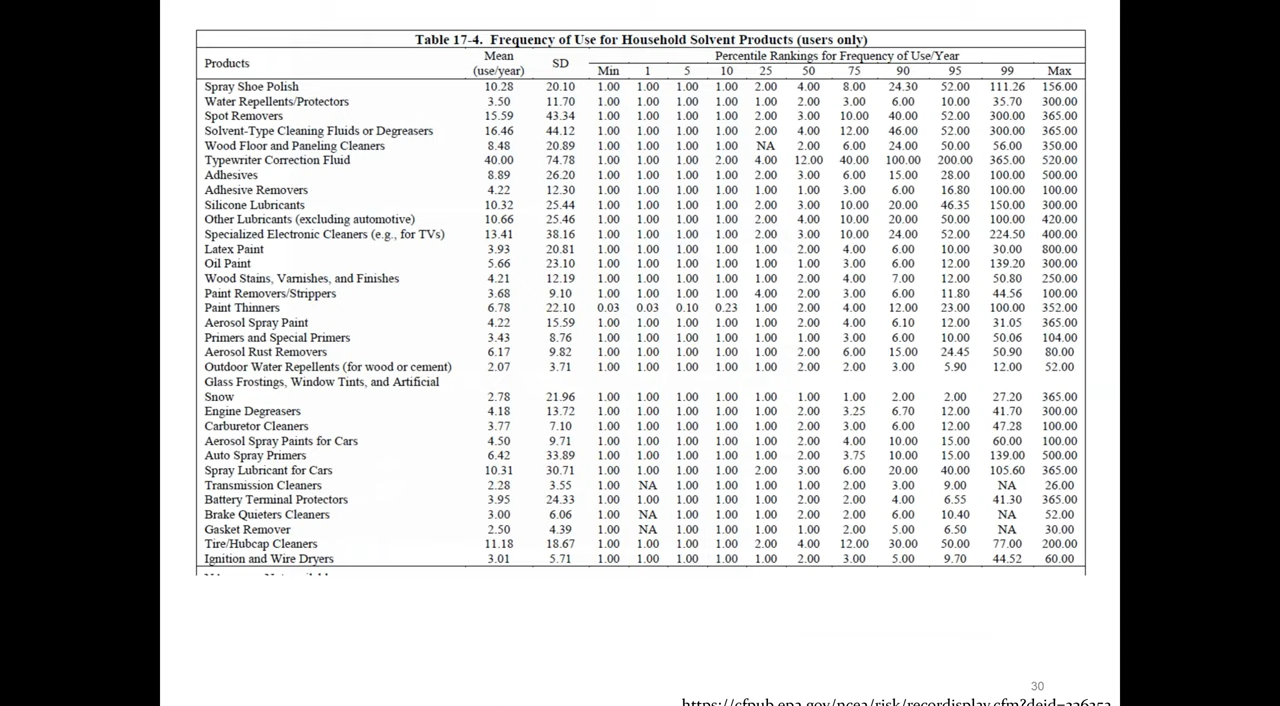 Table 17-4. Frequency of Use for Household Solvent Products (users only)
Products Mean (use/year) SD Percentile Rankings for Frequency of Use/Year
Min 1 5 10 25 50 75 90 95 99 Max
Spray Shoe Polish 10.28 20.10 1.00 1.00 1.00 1.00 2.00 4.00 8.00 24.30 52.00 111.26 156.00
Water Repellents/Protectors 3.50 11.70 1.00 1.00 1.00 1.00 1.00 2.00 3.00 6.00 10.00 35.70 300.00
Spot Removers 15.59 43.34 1.00 1.00 1.00 1.00 2.00 3.00 10.00 40.00 52.00 300.00 365.00
Solvent-Type Cleaning Fluids or Degreasers 16.46 44.12 1.00 1.00 1.00 1.00 2.00 4.00 12.00 46.00 52.00 300.00 365.00
Wood Floor and Paneling Cleaners 8.48 20.89 1.00 1.00 1.00 1.00 NA 2.00 6.00 24.00 50.00 56.00 350.00
Typewriter Correction Fluid 40.00 74.78 1.00 1.00 1.00 2.00 4.00 12.00 40.00 100.00 200.00 365.00 520.00
Adhesives 8.89 26.20 1.00 1.00 1.00 1.00 2.00 3.00 6.00 15.00 28.00 100.00 500.00
Adhesive Removers 4.22 12.30 1.00 1.00 1.00 1.00 1.00 1.00 3.00 6.00 16.80 100.00 100.00
Silicone Lubricants 10.32 25.44 1.00 1.00 1.00 1.00 2.00 3.00 10.00 20.00 46.35 150.00 300.00
Other Lubricants (excluding automotive) 10.66 25.46 1.00 1.00 1.00 1.00 2.00 4.00 10.00 20.00 50.00 100.00 420.00
Specialized Electronic Cleaners (e.g., for TVs) 13.41 38.16 1.00 1.00 1.00 1.00 2.00 3.00 10.00 24.00 52.00 224.50 400.00
Latex Paint 3.93 20.81 1.00 1.00 1.00 1.00 1.00 2.00 4.00 6.00 10.00 30.00 800.00
Oil Paint 5.66 23.10 1.00 1.00 1.00 1.00 1.00 1.00 3.00 6.00 12.00 139.20 300.00
Wood Stains, Varnishes, and Finishes 4.21 12.19 1.00 1.00 1.00 1.00 1.00 2.00 4.00 7.00 12.00 50.80 250.00
Paint Removers/Strippers 3.68 9.10 1.00 1.00 1.00 1.00 4.00 2.00 3.00 6.00 11.80 44.56 100.00
Paint Thinners 6.78 22.10 0.03 0.03 0.10 0.23 1.00 2.00 4.00 12.00 23.00 100.00 352.00
Aerosol Spray Paint 4.22 15.59 1.00 1.00 1.00 1.00 1.00 2.00 4.00 6.10 12.00 31.05 365.00
Primers and Special Primers 3.43 8.76 1.00 1.00 1.00 1.00 1.00 1.00 3.00 6.00 10.00 50.06 104.00
Aerosol Rust Removers 6.17 9.82 1.00 1.00 1.00 1.00 1.00 2.00 6.00 15.00 24.45 50.90 80.00
Outdoor Water Repellents (for wood or cement) 2.07 3.71 1.00 1.00 1.00 1.00 1.00 2.00 2.00 3.00 5.90 12.00 52.00
Glass Frostings, Window Tints, and Artificial
Snow 2.78 21.96 1.00 1.00 1.00 1.00 1.00 1.00 1.00 2.00 2.00 27.20 365.00
Engine Degreasers 4.18 13.72 1.00 1.00 1.00 1.00 1.00 2.00 3.25 6.70 12.00 41.70 300.00
Carburetor Cleaners 3.77 7.10 1.00 1.00 1.00 1.00 1.00 2.00 3.00 6.00 12.00 47.28 100.00
Aerosol Spray Paints for Cars 4.50 9.71 1.00 1.00 1.00 1.00 1.00 2.00 4.00 10.00 15.00 60.00 100.00
Auto Spray Primers 6.42 33.89 1.00 1.00 1.00 1.00 1.00 2.00 3.75 10.00 15.00 139.00 500.00
Spray Lubricant for Cars 10.31 30.71 1.00 1.00 1.00 1.00 2.00 3.00 6.00 20.00 40.00 105.60 365.00
Transmission Cleaners 2.28 3.55 1.00 NA 1.00 1.00 1.00 1.00 2.00 3.00 9.00 NA 26.00
Battery Terminal Protectors 3.95 24.33 1.00 1.00 1.00 1.00 1.00 2.00 2.00 4.00 6.55 41.30 365.00
Brake Quieters Cleaners 3.00 6.06 1.00 NA 1.00 1.00 1.00 2.00 2.00 6.00 10.40 NA 52.00
Gasket Remover 2.50 4.39 1.00 NA 1.00 1.00 1.00 1.00 2.00 5.00 6.50 NA 30.00
Tire/Hubcap Cleaners 11.18 18.67 1.00 1.00 1.00 1.00 2.00 4.00 12.00 30.00 50.00 77.00 200.00
Ignition and Wire Dryers 3.01 5.71 1.00 1.00 1.00 1.00 1.00 2.00 3.00 5.00 9.70 44.52 60.00
30